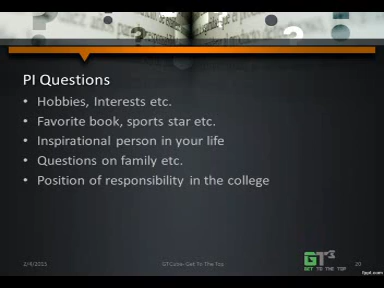 PI Questions
• Hobbies, Interests etc.
• Favorite book, sports star etc.
• Inspirational person in your life
• Questions on family etc.
• Position of responsibility in the college
2/4/2015
GTCube-Get To The Top
GT3
GET TO THE TOP
20
fppt.com